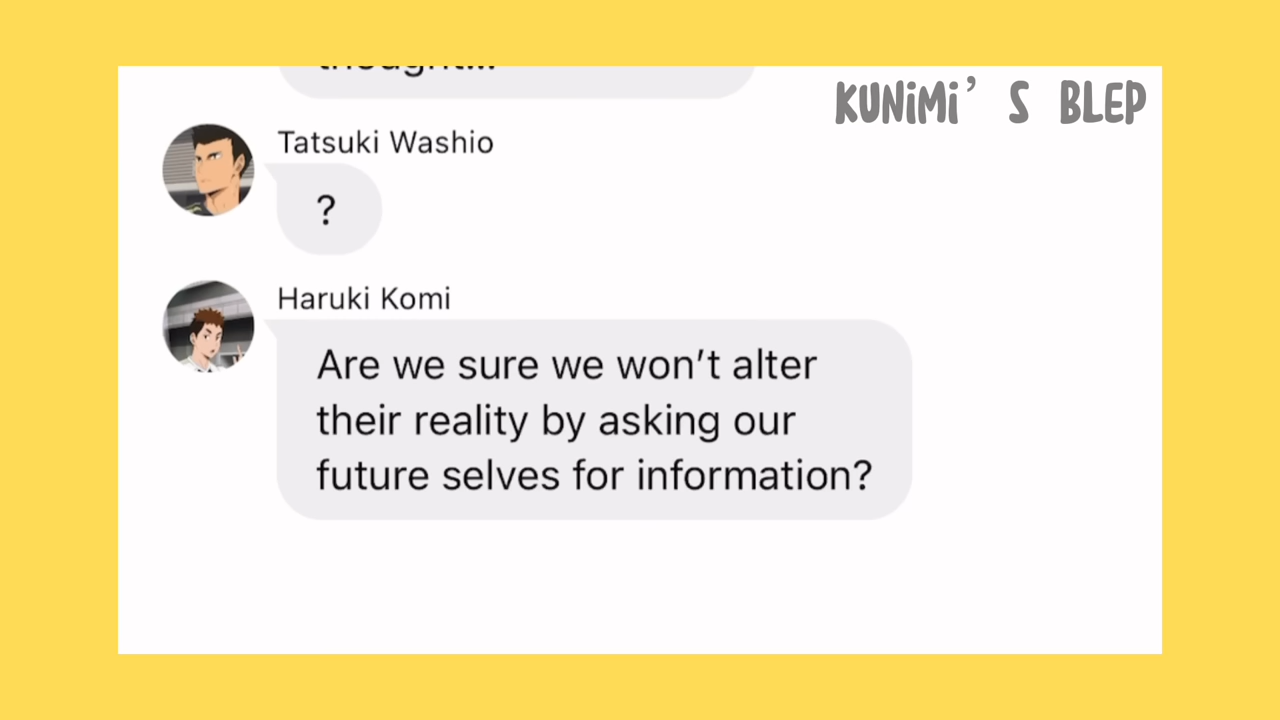 thought...
KUNiMi’ S BLEP
Tatsuki Washio
?
Haruki Komi
Are we sure we won’t alter
their reality by asking our
future selves for information?